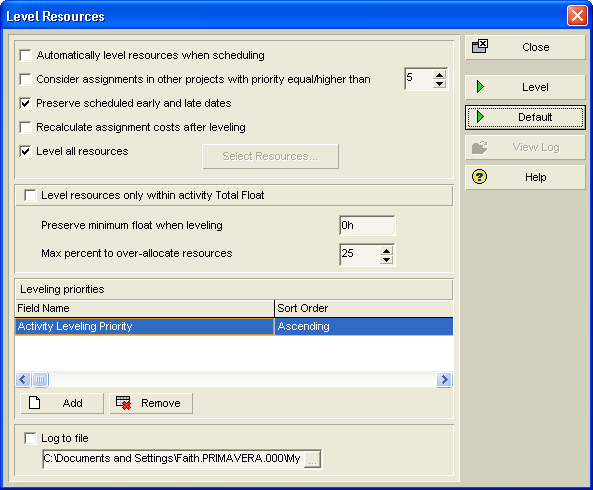 Level Resources
Automatically level resources when scheduling
Consider assignments in other projects with priority equal/higher than
5
Preserve scheduled early and late dates
Recalculate assignment costs after leveling
Level all resources
Select Resources...
Close
Level
Default
View Log
Help
Level resources only within activity Total Float
Preserve minimum float when leveling
0h
Max percent to over-allocate resources
25
Leveling priorities
Field Name Sort Order
Activity Leveling Priority Ascending
Add
Remove
Log to file
C:\Documents and Settings\Faith.PRIMAVERA.000\My
...